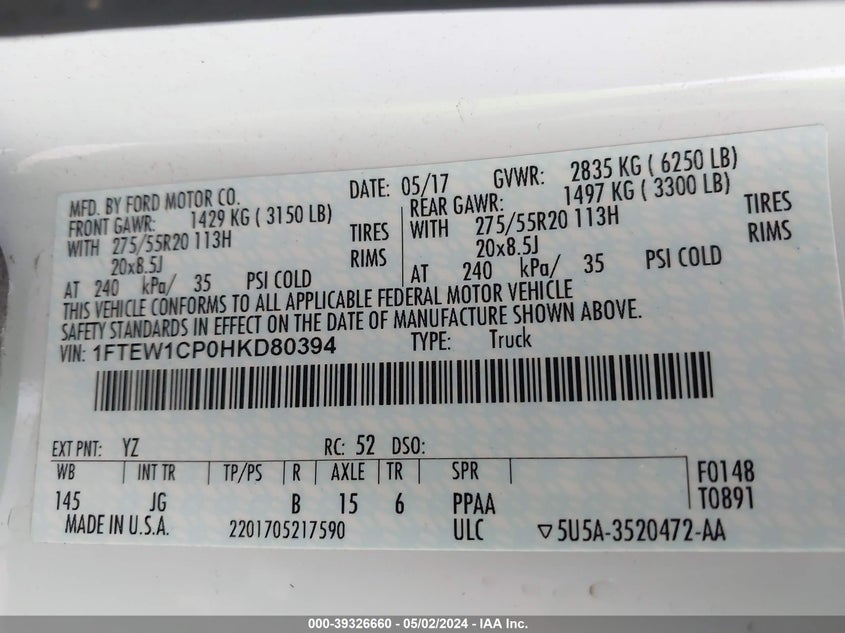 MFD. BY FORD MOTOR CO. DATE: 05/17 GVWR: 2835 KG ( 6250 LB)
FRONT GAWR: 1429 KG ( 3150 LB) REAR GAWR: 1497 KG ( 3300 LB)
WITH 275/55R20 113H TIRES WITH 275/55R20 113H TIRES
20x8.5J RIMS 20x8.5J RIMS
AT 240 kPa/ 35 PSI COLD AT 240 kPa/ 35 PSI COLD
THIS VEHICLE CONFORMS TO ALL APPLICABLE FEDERAL MOTOR VEHICLE
SAFETY STANDARDS IN EFFECT ON THE DATE OF MANUFACTURE SHOWN ABOVE.
VIN: 1FTEW1CP0HKD80394 TYPE: Truck
EXT PNT: YZ RC: 52 DSO:
WB INT TR TP/PS R AXLE TR SPR F0148
145 JG B 15 6 PPAA T0891
MADE IN U.S.A. 2201705217590 ULC ▽5U5A-3520472-AA
000-39326660 - 05/02/2024 - IAA Inc.